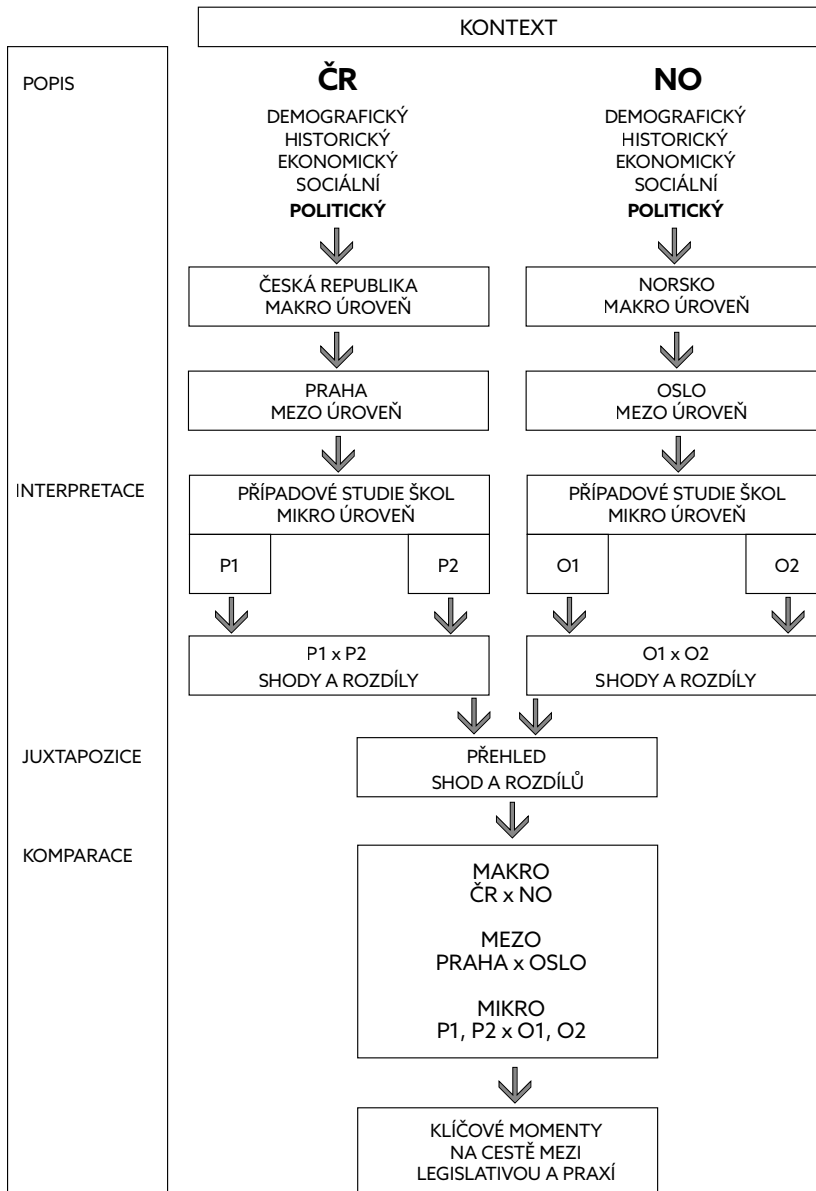 KONTEXT
POPIS
ČR
NO
DEMOGRAFICKÝ
HISTORICKÝ
EKONOMICKÝ
SOCIÁLNÍ
POLITICKÝ
DEMOGRAFICKÝ
HISTORICKÝ
EKONOMICKÝ
SOCIÁLNÍ
POLITICKÝ
ČESKÁ REPUBLIKA
MAKRO ÚROVEŇ
NORSKO
MAKRO ÚROVEŇ
PRAHA
MEZO ÚROVEŇ
OSLO
MEZO ÚROVEŇ
INTERPRETACE
PŘÍPADOVÉ STUDIE ŠKOL
MIKRO ÚROVEŇ
PŘÍPADOVÉ STUDIE ŠKOL
MIKRO ÚROVEŇ
P1
P2
O1
O2
P1 x P2
SHODY A ROZDÍLY
O1 x O2
SHODY A ROZDÍLY
JUXTAPOZICE
PŘEHLED
SHOD A ROZDÍLŮ
KOMPARACE
MAKRO
ČR x NO
MEZO
PRAHA x OSLO
MIKRO
P1, P2 x O1, O2
KLÍČOVÉ MOMENTY
NA CESTĚ MEZI
LEGISLATIVOU A PRAXÍ